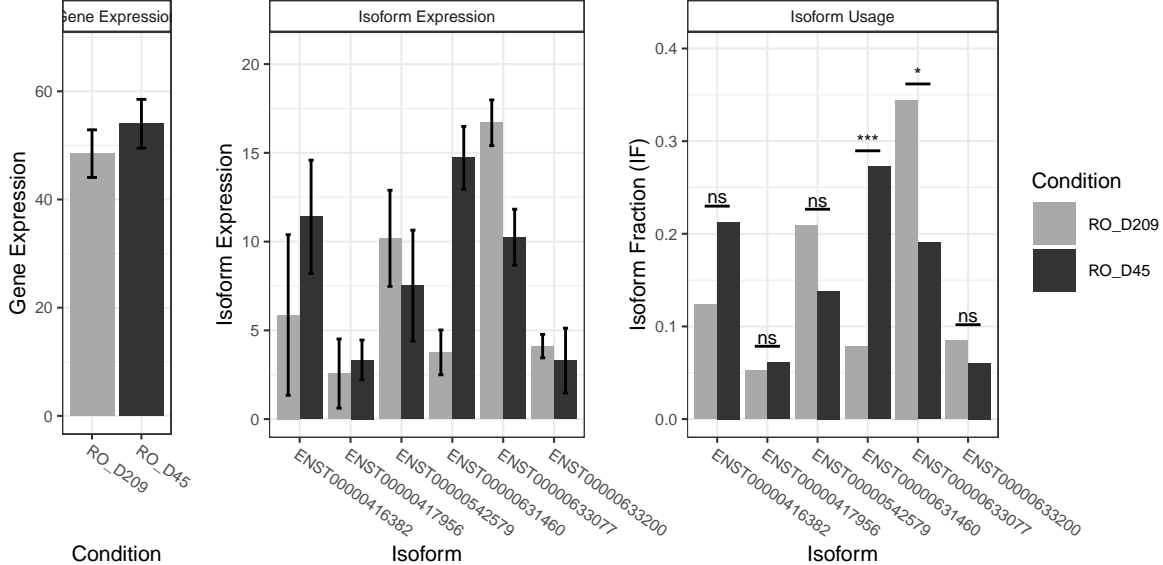 Gene Expression
Isoform Expression
Isoform Usage
Gene Expression
60
40
20
0
RO_D209
RO_D45
Condition
Isoform Expression
20
15
10
5
0
ENST00000416382
ENST00000417956
ENST00000542579
ENST00000631460
ENST00000633077
ENST00000633200
Isoform
Isoform Fraction (IF)
0.4
0.3
0.2
0.1
0.0
ns
ns
ns
***
*
ns
ENST00000416382
ENST00000417956
ENST00000542579
ENST00000631460
ENST00000633077
ENST00000633200
Isoform
Condition
RO_D209
RO_D45